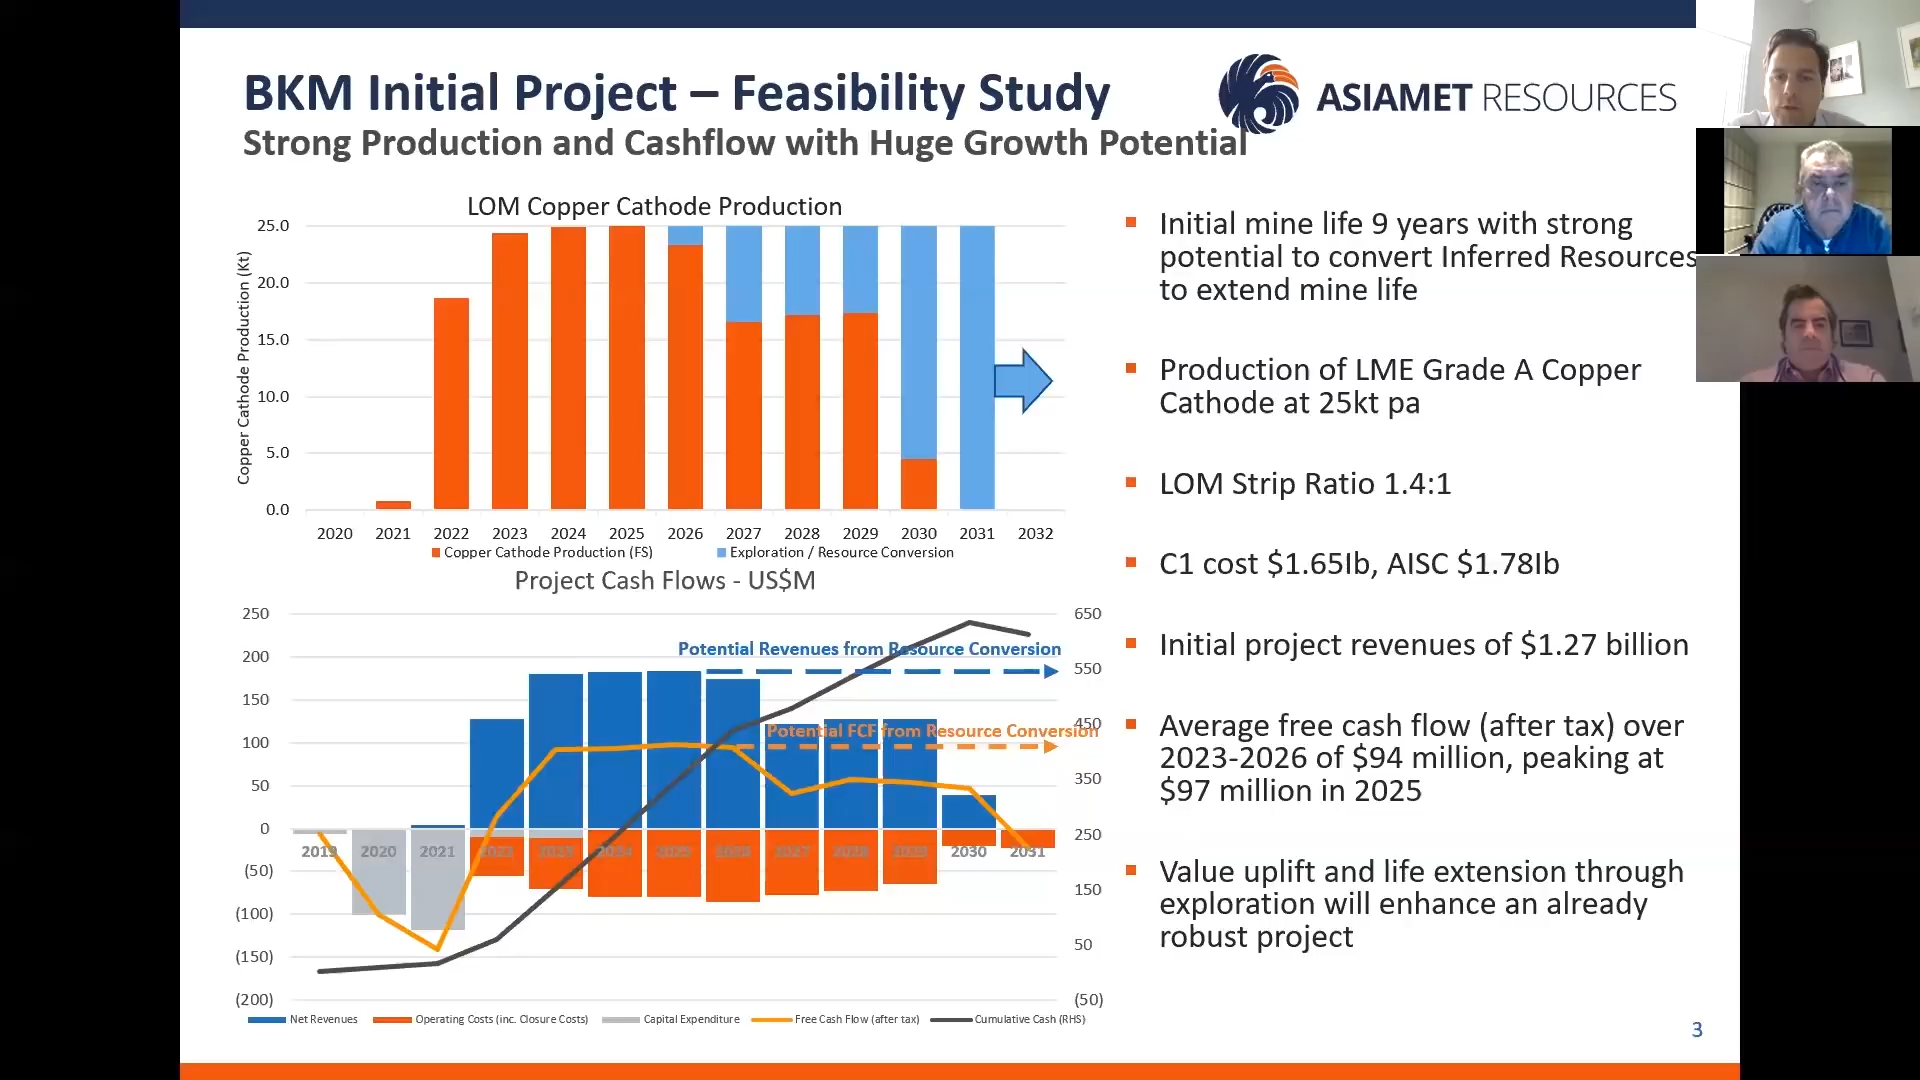 BKM Initial Project – Feasibility Study
Strong Production and Cashflow with Huge Growth Potential
ASIAMET RESOURCES
LOM Copper Cathode Production
Copper Cathode Production (Kt)
25.0
20.0
15.0
10.0
5.0
0.0
2020 2021 2022 2023 2024 2025 2026 2027 2028 2029 2030 2031 2032
Copper Cathode Production (FS) Exploration / Resource Conversion
Project Cash Flows - US$M
250 650
Potential Revenues from Resource Conversion
200 550
150 450
Potential FCF from Resource Conversion
100 350
50
0 250
2019 2020 2021 2022 2023 2024 2025 2026 2027 2028 2029 2030 2031
(50) 150
(100) 50
(150)
(200) (50)
Net Revenues Operating Costs (inc. Closure Costs) Capital Expenditure Free Cash Flow (after tax) Cumulative Cash (RHS)
Initial mine life 9 years with strong
potential to convert Inferred Resources
to extend mine life
Production of LME Grade A Copper
Cathode at 25kt pa
LOM Strip Ratio 1.4:1
C1 cost $1.65Ib, AISC $1.78Ib
Initial project revenues of $1.27 billion
Average free cash flow (after tax) over
2023-2026 of $94 million, peaking at
$97 million in 2025
Value uplift and life extension through
exploration will enhance an already
robust project
3